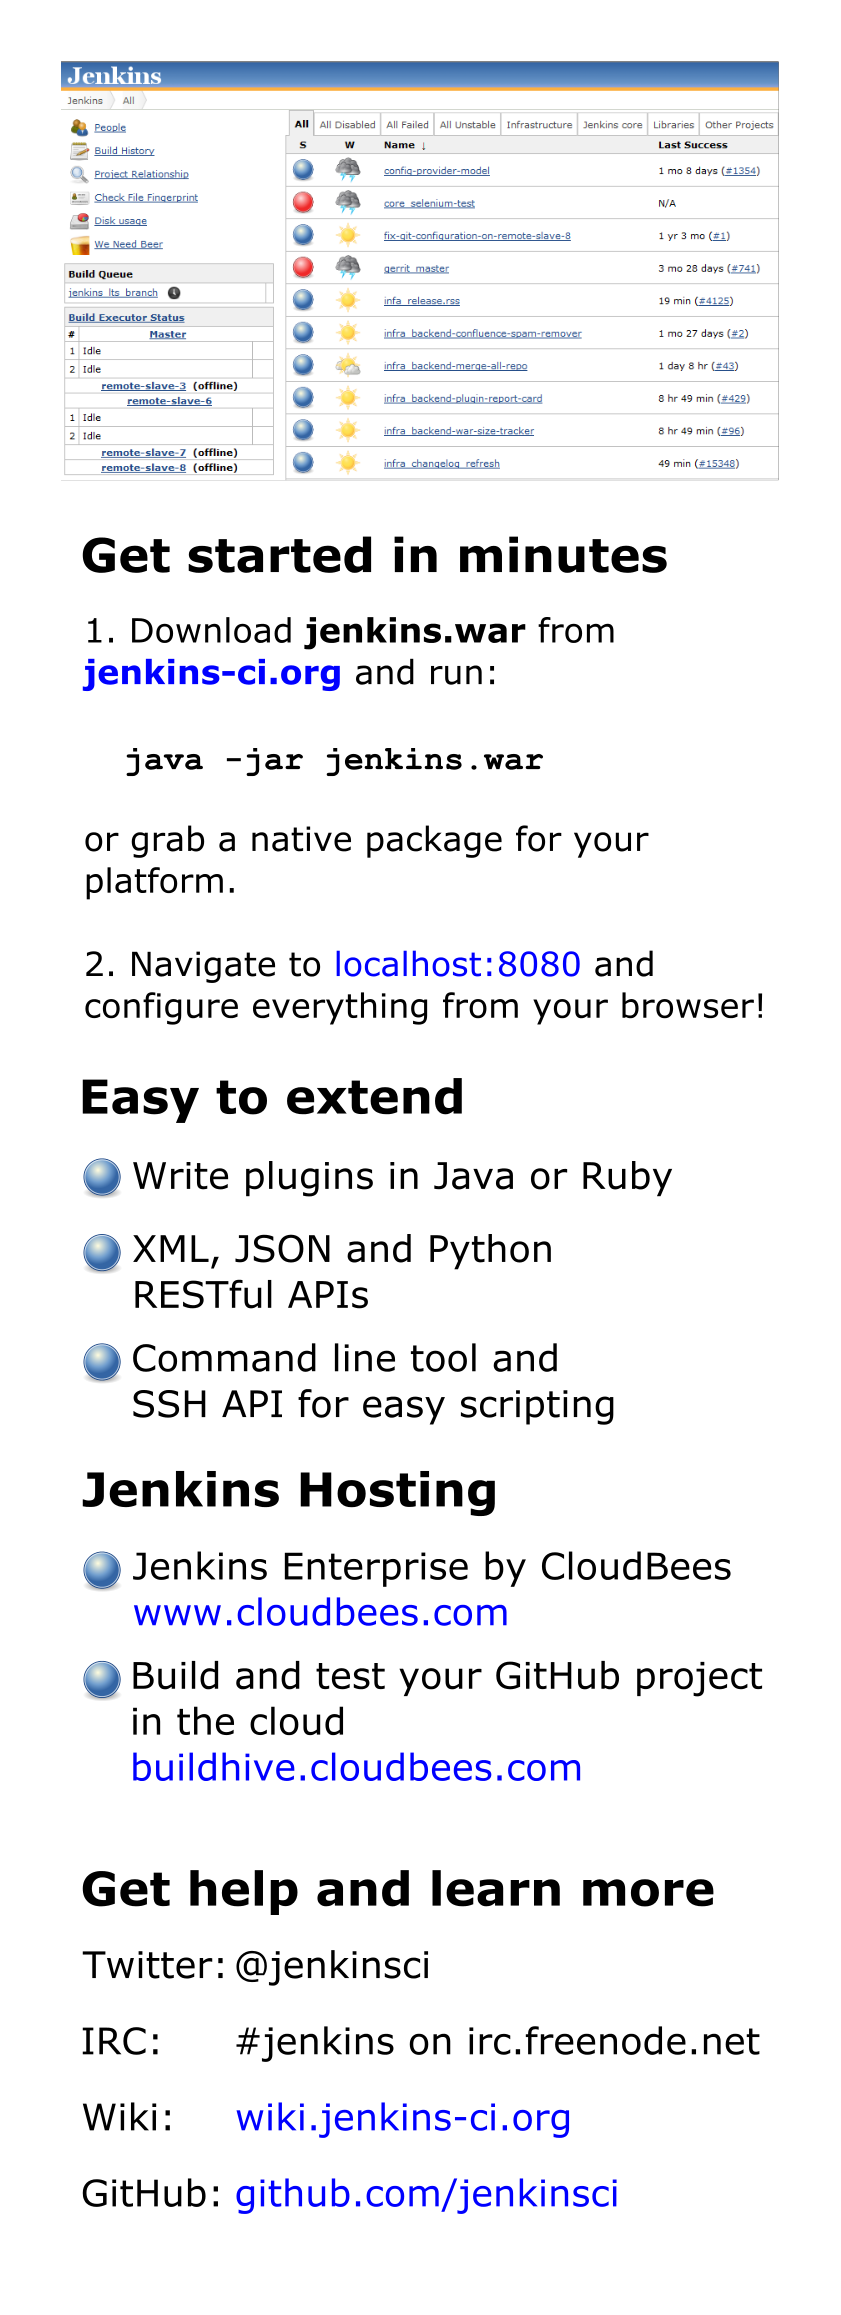 Jenkins
Jenkins All
People
Build History
Project Relationship
Check File Fingerprint
Disk usage
We Need Beer
Build Queue
jenkins_lts_branch
Build Executor Status
# Master
1 Idle
2 Idle
remote-slave-3 (offline)
remote-slave-6
1 Idle
2 Idle
remote-slave-7 (offline)
remote-slave-8 (offline)
All All Disabled All Failed All Unstable Infrastructure Jenkins core Libraries Other Projects
S W Name ↓ Last Success
config-provider-model 1 mo 8 days (#1354)
core_selenium-test N/A
fix-git-configuration-on-remote-slave-8 1 yr 3 mo (#1)
gerrit_master 3 mo 28 days (#741)
infa_release.rss 19 min (#4125)
infra_backend-confluence-spam-remover 1 mo 27 days (#2)
infra_backend-merge-all-repo 1 day 8 hr (#43)
infra_backend-plugin-report-card 8 hr 49 min (#429)
infra_backend-war-size-tracker 8 hr 49 min (#96)
infra_changelog_refresh 49 min (#15348)
Get started in minutes
1. Download jenkins.war from
jenkins-ci.org and run:
java -jar jenkins.war
or grab a native package for your
platform.
2. Navigate to localhost:8080 and
configure everything from your browser!
Easy to extend
Write plugins in Java or Ruby
XML, JSON and Python
RESTful APIs
Command line tool and
SSH API for easy scripting
Jenkins Hosting
Jenkins Enterprise by CloudBees
www.cloudbees.com
Build and test your GitHub project
in the cloud
buildhive.cloudbees.com
Get help and learn more
Twitter: @jenkinsci
IRC: #jenkins on irc.freenode.net
Wiki: wiki.jenkins-ci.org
GitHub: github.com/jenkinsci